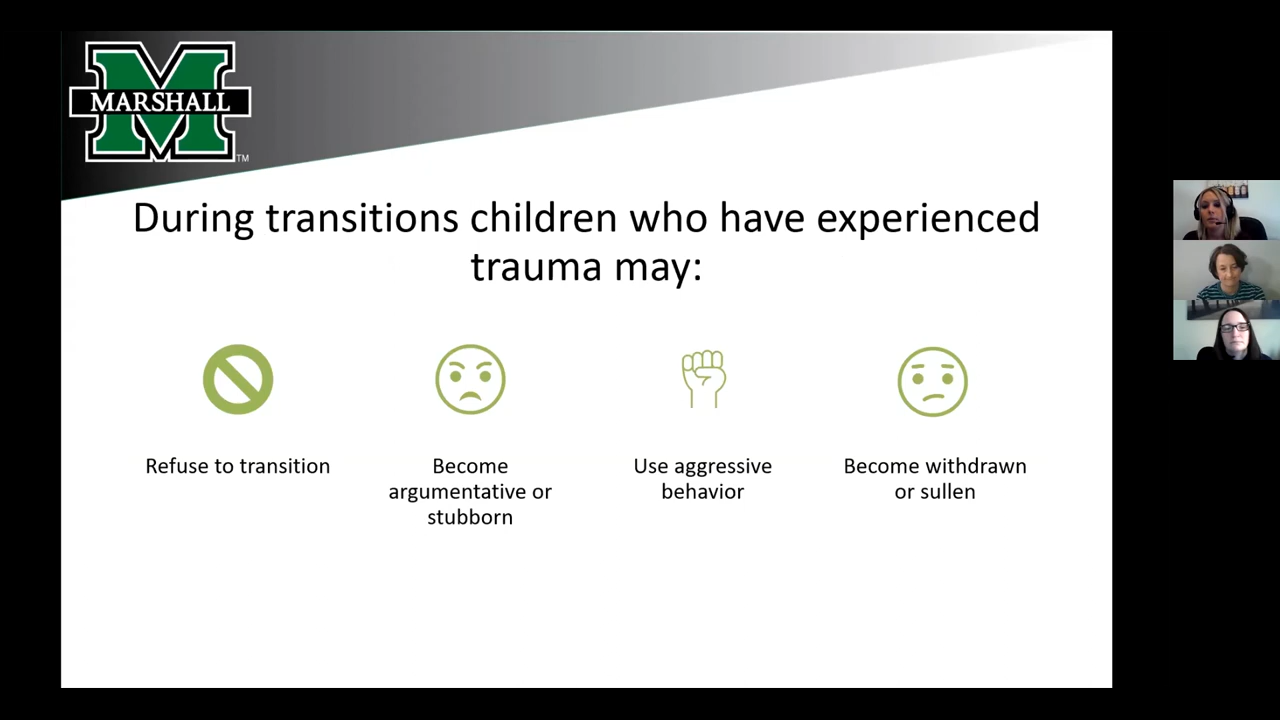 MARSHALL
TM
During transitions children who have experienced
trauma may:
Refuse to transition
Become
argumentative or
stubborn
Use aggressive
behavior
Become withdrawn
or sullen